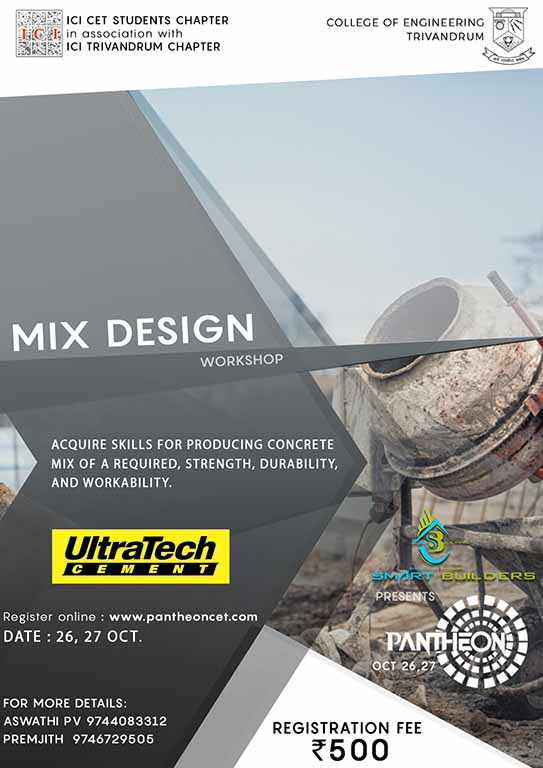 ICI
ICI CET STUDENTS CHAPTER
in association with
ICI TRIVANDRUM CHAPTER
COLLEGE OF ENGINEERING
TRIVANDRUM
MIX DESIGN
WORKSHOP
ACQUIRE SKILLS FOR PRODUCING CONCRETE
MIX OF A REQUIRED, STRENGTH, DURABILITY,
AND WORKABILITY.
UltraTech
CEMENT
SMART BUILDERS
PRESENTS
PANTHEON
OCT 26,27
Register online : www.pantheoncet.com
DATE : 26, 27 OCT.
FOR MORE DETAILS:
ASWATHI PV 9744083312
PREMJITH 9746729505
REGISTRATION FEE
₹500